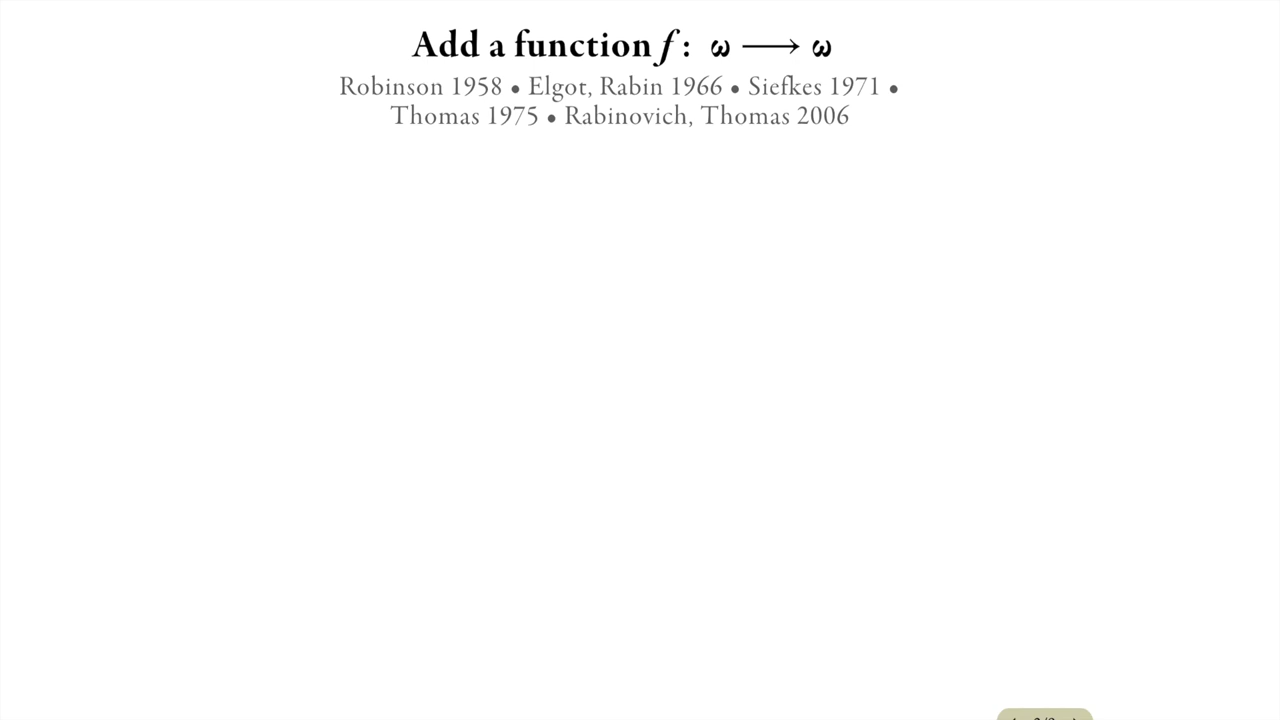 Add a function f : ω ⟶ ω
Robinson 1958 • Elgot, Rabin 1966 • Siefkes 1971 •
Thomas 1975 • Rabinovich, Thomas 2006